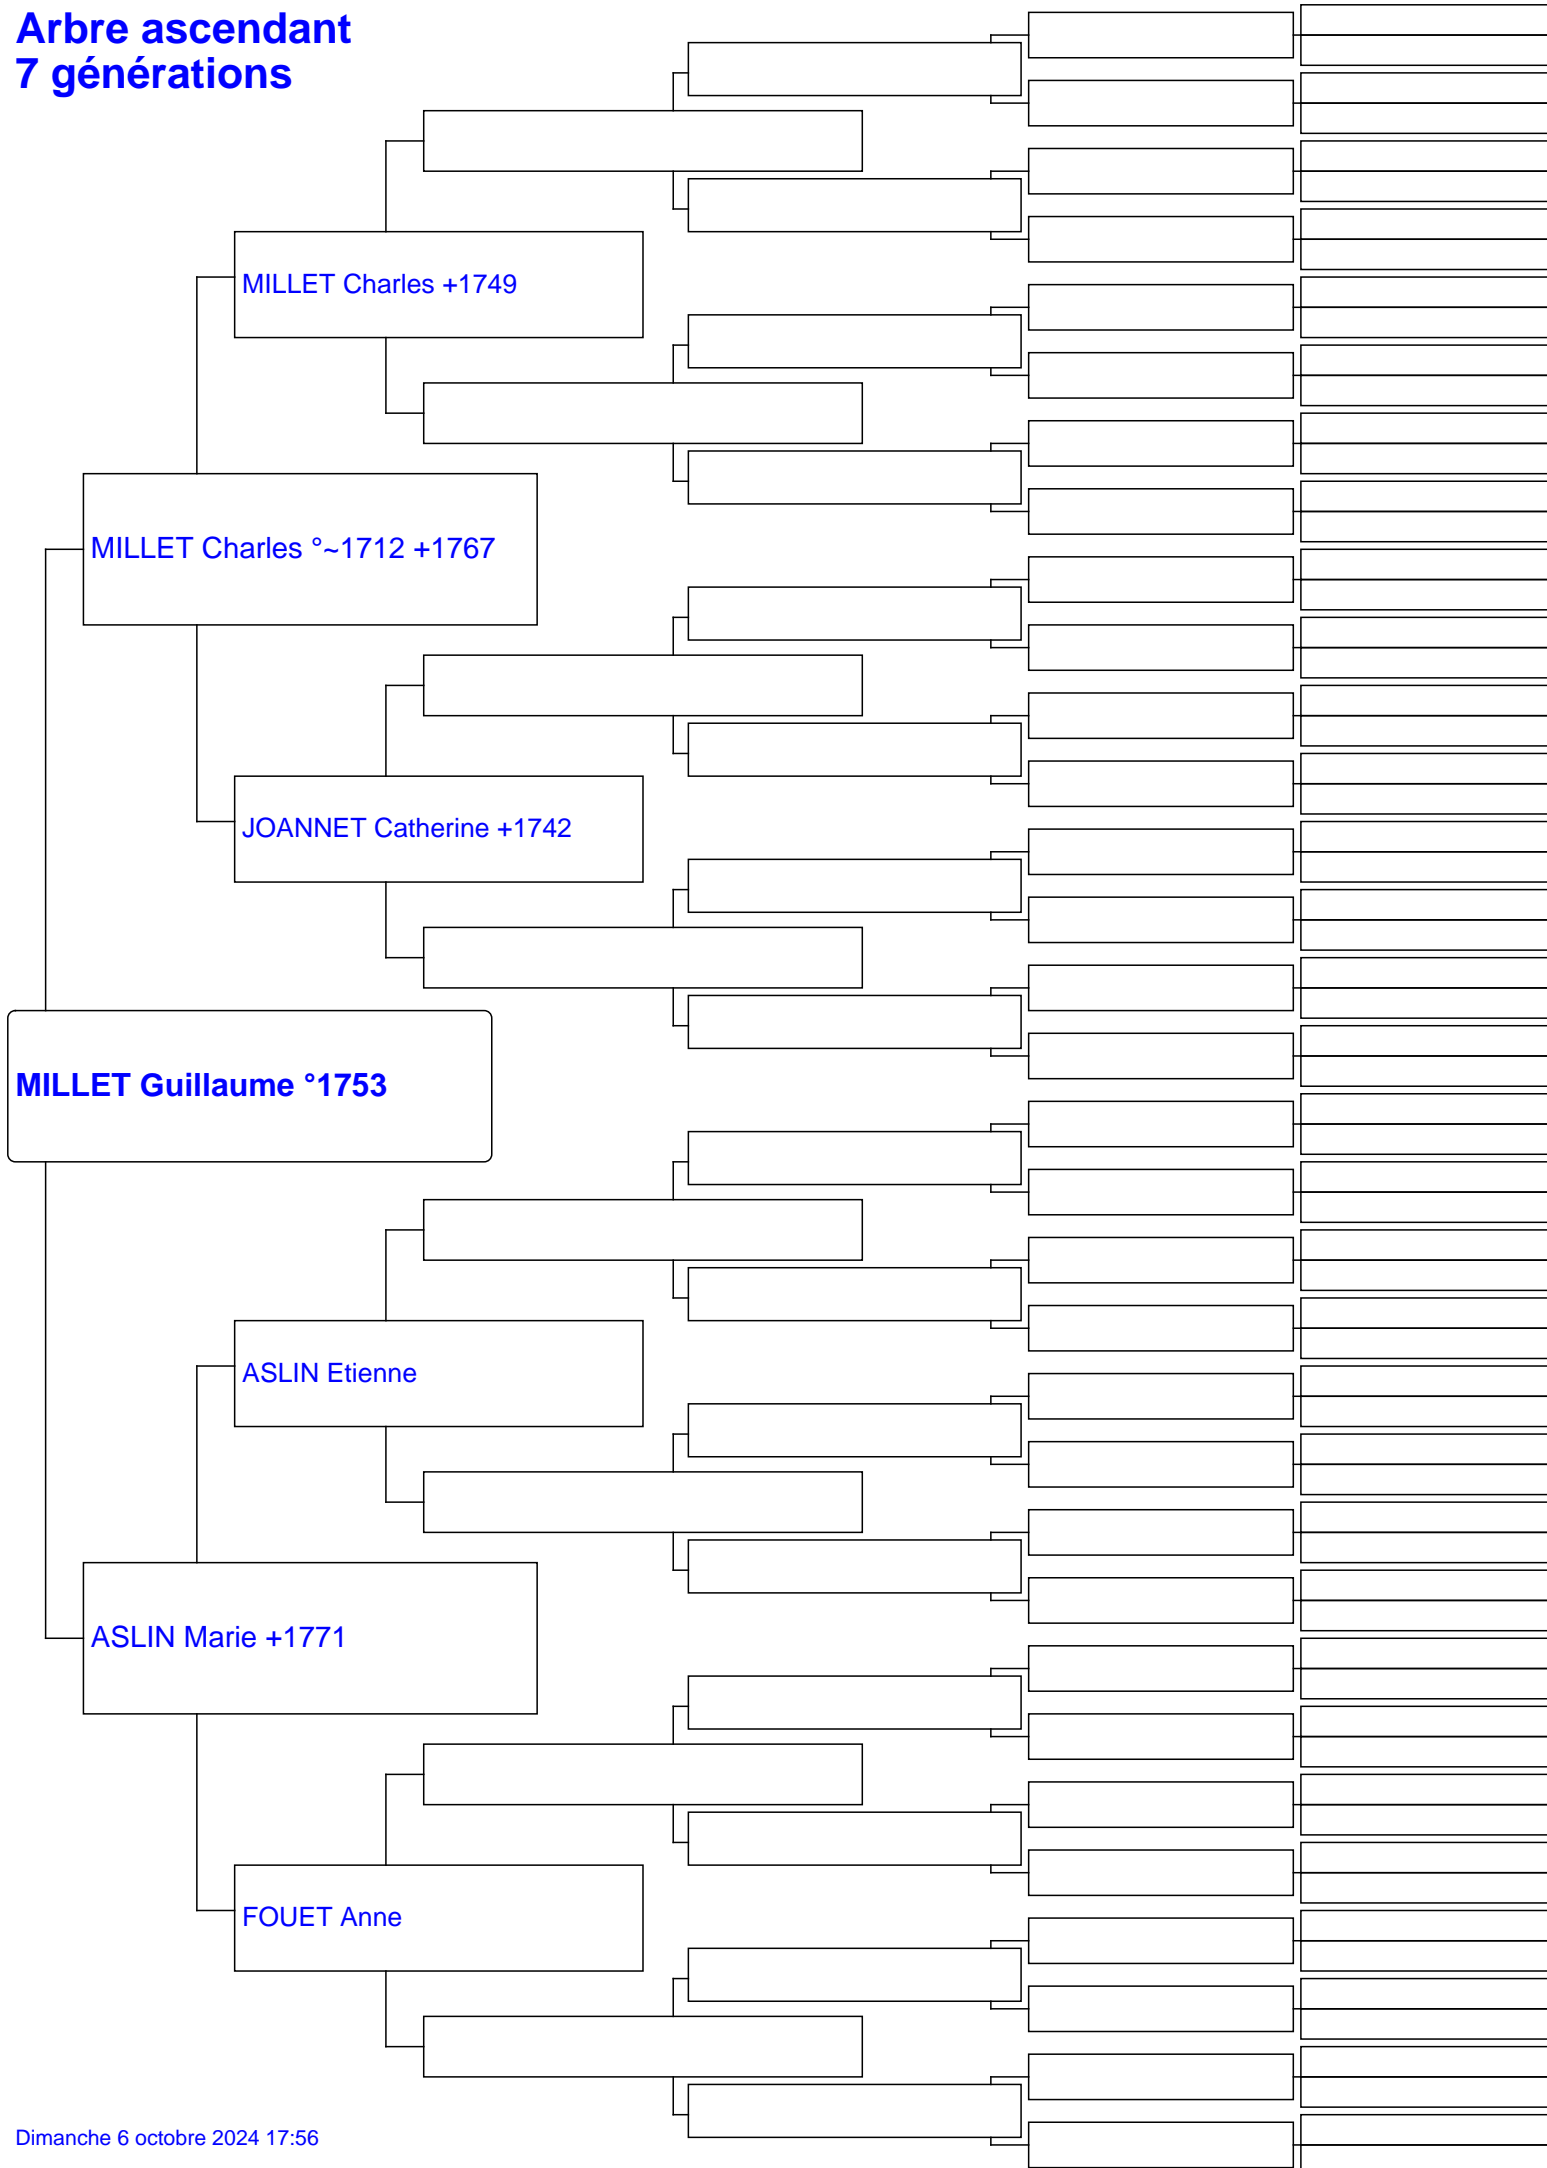 Arbre ascendant
7 générations
MILLET Charles +1749
MILLET Charles °~1712 +1767
JOANNET Catherine +1742
MILLET Guillaume °1753
ASLIN Etienne
ASLIN Marie +1771
FOUET Anne
Dimanche 6 octobre 2024 17:56